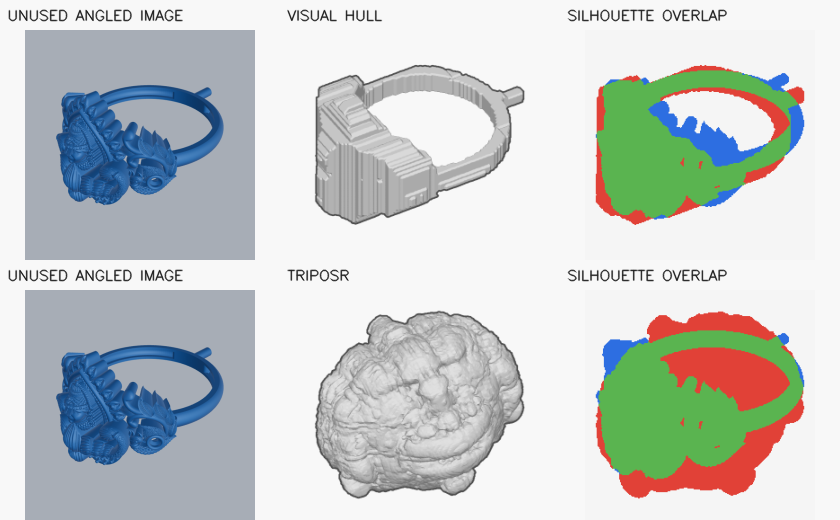 UNUSED ANGLED IMAGE
VISUAL HULL
SILHOUETTE OVERLAP
UNUSED ANGLED IMAGE
TRIPOSR
SILHOUETTE OVERLAP